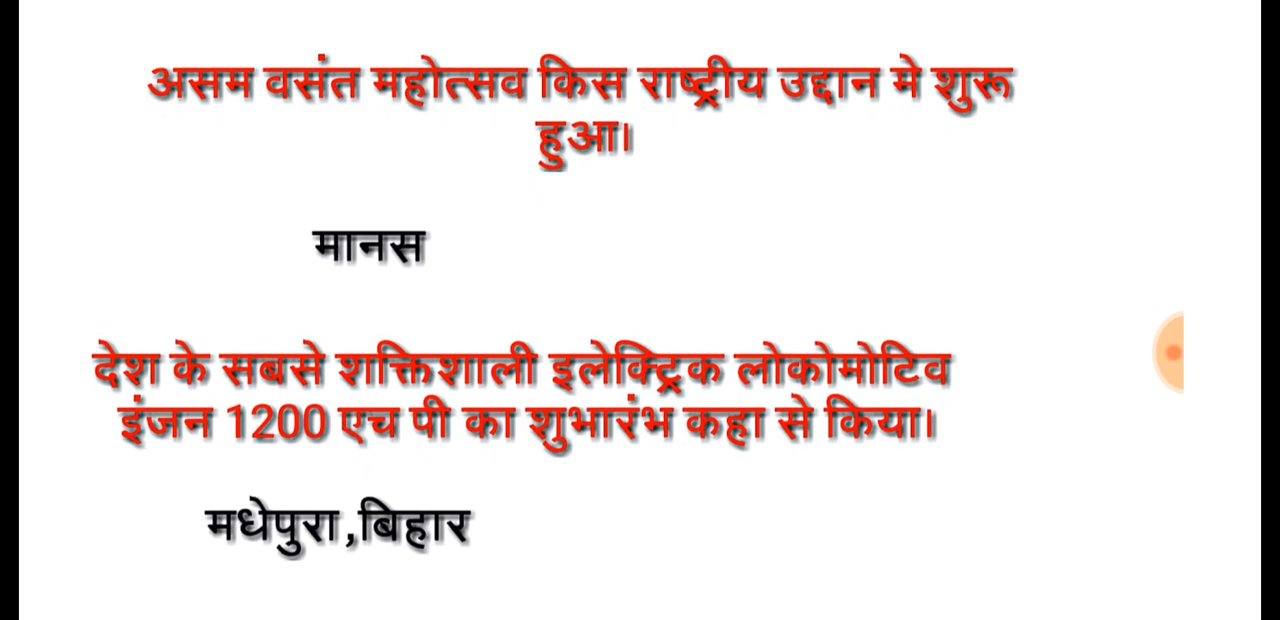 असम वसंत महोत्सव किस राष्ट्रीय उद्दान मे शुरू
हुआ।
मानस
देश के सबसे शक्तिशाली इलेक्ट्रिक लोकोमोटिव
इंजन 1200 एच पी का शुभारंभ कहा से किया।
मधेपुरा,बिहार